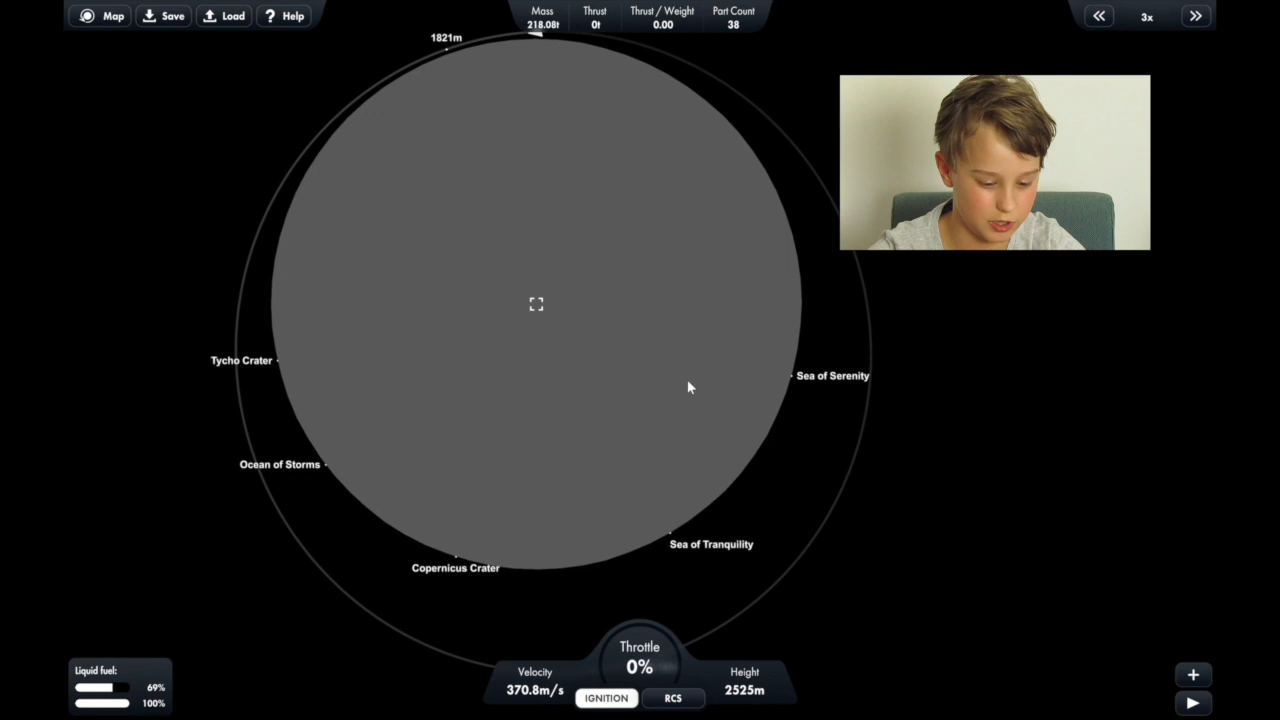 Map
Save
Load
? Help
Mass
218.08t
Thrust
0t
Thrust / Weight
0.00
Part Count
38
3x
1821m
Tycho Crater
Sea of Serenity
Ocean of Storms
Sea of Tranquility
Copernicus Crater
Throttle
0%
Velocity
370.8m/s
Height
2525m
IGNITION
RCS
Liquid fuel:
69%
100%